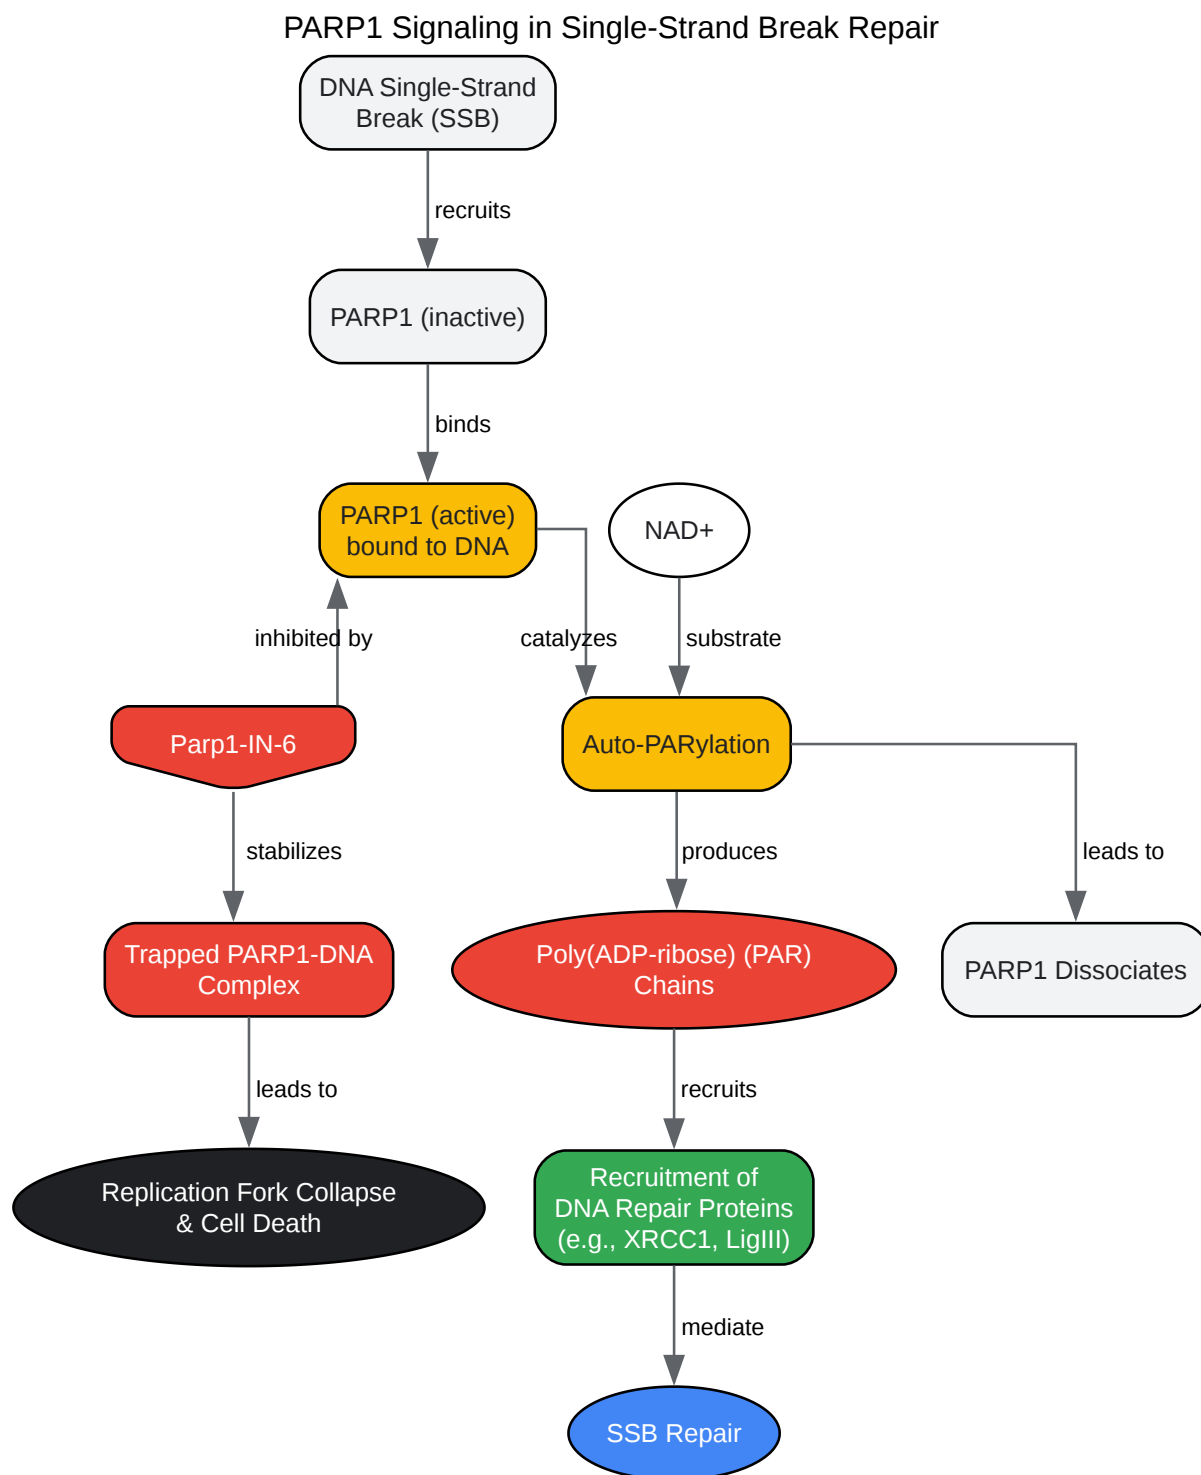 PARP1 Signaling in Single-Strand Break Repair
DNA Single-Strand
Break (SSB)
recruits
PARP1 (inactive)
binds
PARP1 (active)
bound to DNA
NAD+
inhibited by
catalyzes
substrate
Parp1-IN-6
Auto-PARylation
stabilizes
produces
leads to
Trapped PARP1-DNA
Complex
Poly(ADP-ribose) (PAR)
Chains
PARP1 Dissociates
leads to
recruits
Replication Fork Collapse
& Cell Death
Recruitment of
DNA Repair Proteins
(e.g., XRCC1, LigIII)
mediate
SSB Repair